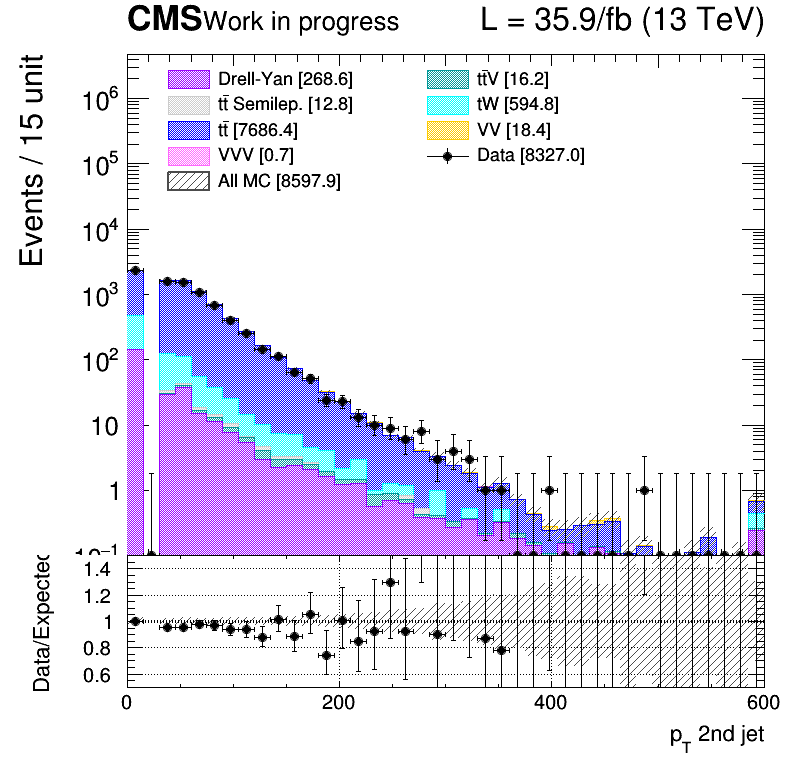 CMS Work in progress L = 35.9/fb (13 TeV)
Events / 15 unit
Drell-Yan [268.6]
tt̄ Semilep. [12.8]
tt̄ [7686.4]
VVV [0.7]
All MC [8597.9]
tt̄V [16.2]
tW [594.8]
VV [18.4]
Data [8327.0]
10⁶
10⁵
10⁴
10³
10²
10
1
10⁻¹
Data/Expected
1.4
1.2
1
0.8
0.6
0 200 400 600
p_T 2nd jet